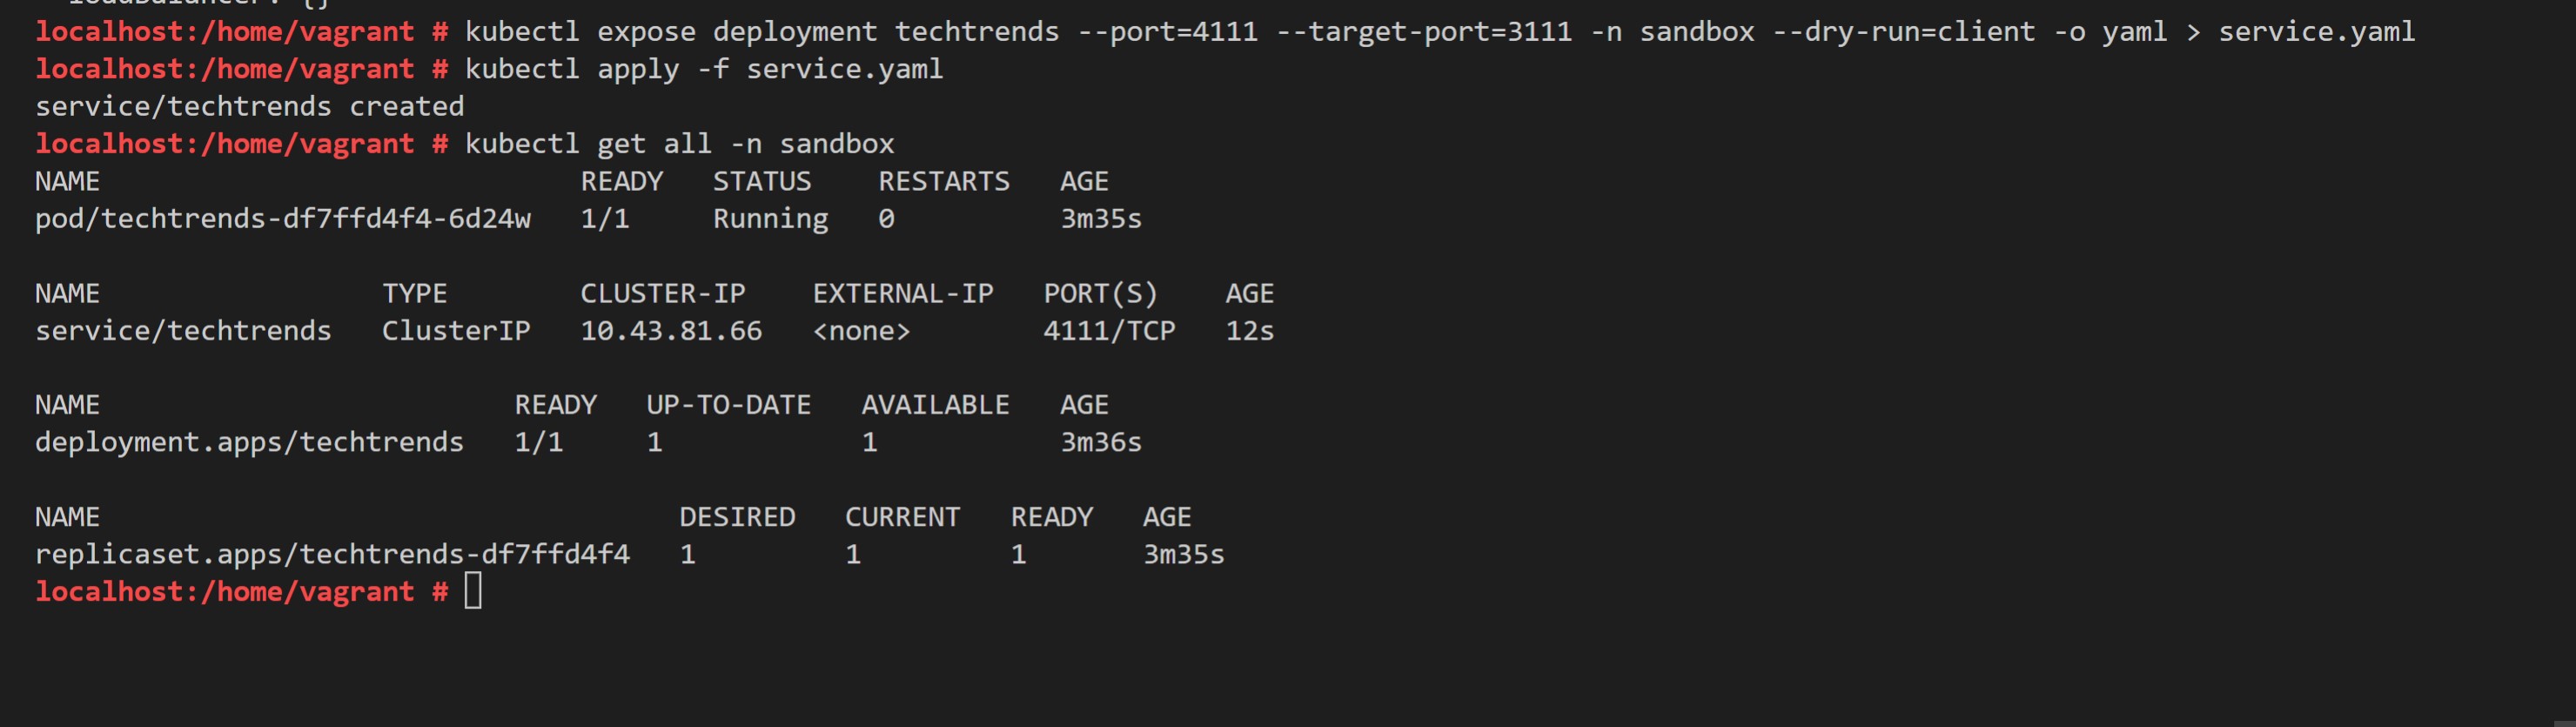 loadBalancer: {}
localhost:/home/vagrant # kubectl expose deployment techtrends --port=4111 --target-port=3111 -n sandbox --dry-run=client -o yaml > service.yaml
localhost:/home/vagrant # kubectl apply -f service.yaml
service/techtrends created
localhost:/home/vagrant # kubectl get all -n sandbox
NAME READY STATUS RESTARTS AGE
pod/techtrends-df7ffd4f4-6d24w 1/1 Running 0 3m35s
NAME TYPE CLUSTER-IP EXTERNAL-IP PORT(S) AGE
service/techtrends ClusterIP 10.43.81.66 <none> 4111/TCP 12s
NAME READY UP-TO-DATE AVAILABLE AGE
deployment.apps/techtrends 1/1 1 1 3m36s
NAME DESIRED CURRENT READY AGE
replicaset.apps/techtrends-df7ffd4f4 1 1 1 3m35s
localhost:/home/vagrant #